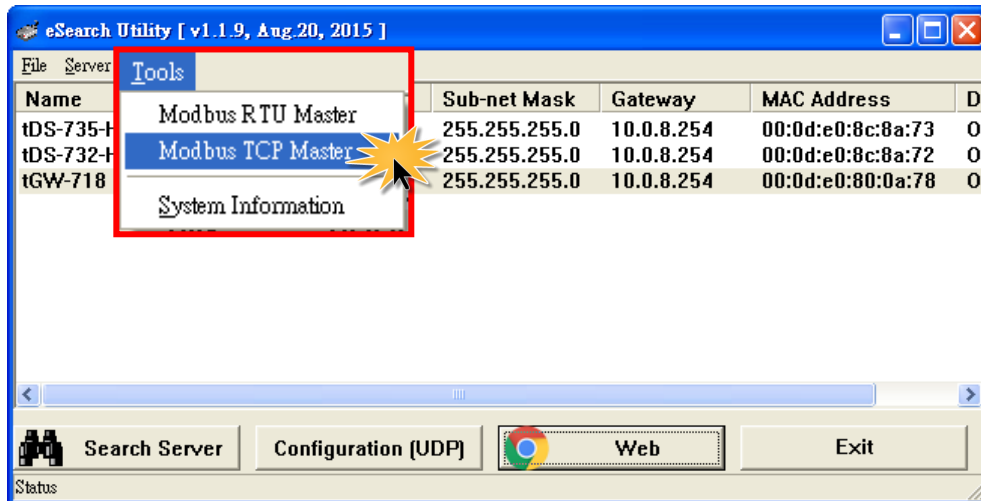 eSearch Utility [ v1.1.9, Aug.20, 2015 ]
File Server Tools
Name Sub-net Mask Gateway MAC Address D
tDS-735-H 255.255.255.0 10.0.8.254 00:0d:e0:8c:8a:73 O
tDS-732-H 255.255.255.0 10.0.8.254 00:0d:e0:8c:8a:72 O
tGW-718 255.255.255.0 10.0.8.254 00:0d:e0:80:0a:78 O
Modbus RTU Master
Modbus TCP Master
System Information
Search Server Configuration (UDP) Web Exit
Status